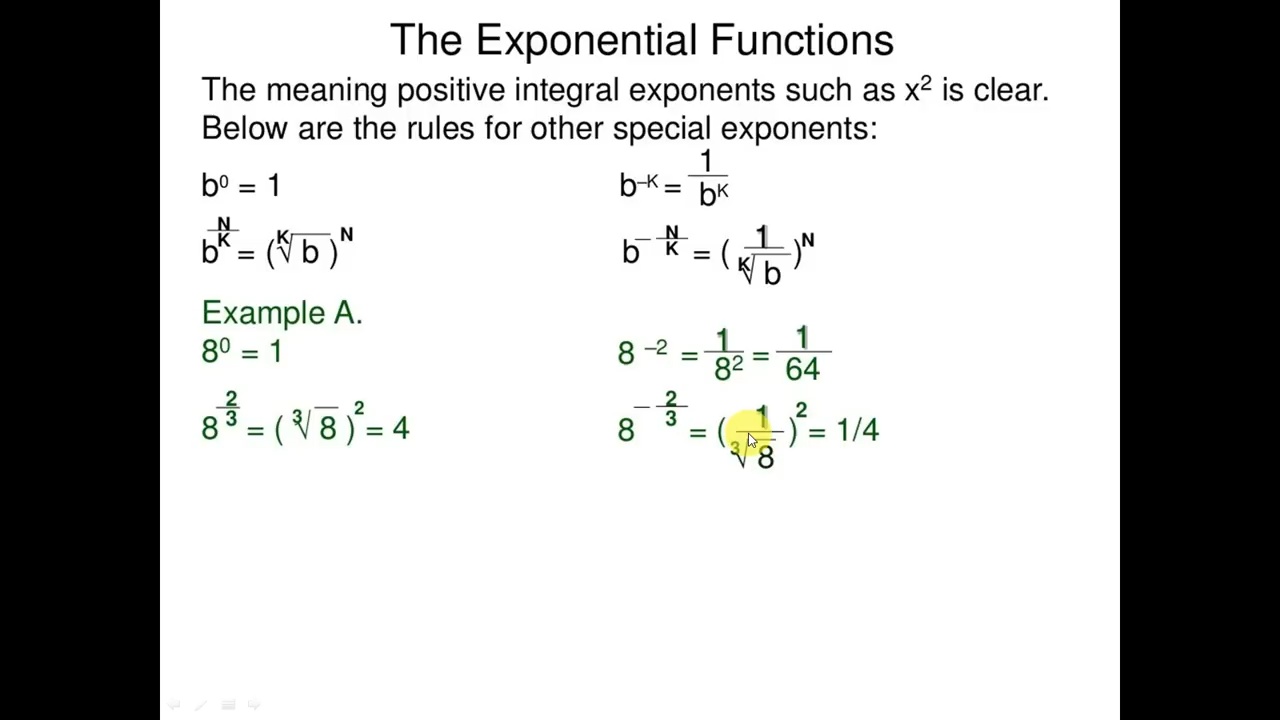 The Exponential Functions
The meaning positive integral exponents such as x² is clear.
Below are the rules for other special exponents:
b⁰ = 1    b⁻ᴷ = 1/bᴷ
b^(N/K) = (ᴷ√b)ᴺ    b^(–N/K) = (1/ᴷ√b)ᴺ
Example A.
8⁰ = 1    8⁻² = 1/8² = 1/64
8^(2/3) = (³√8)² = 4    8^(–2/3) = (1/³√8)² = 1/4